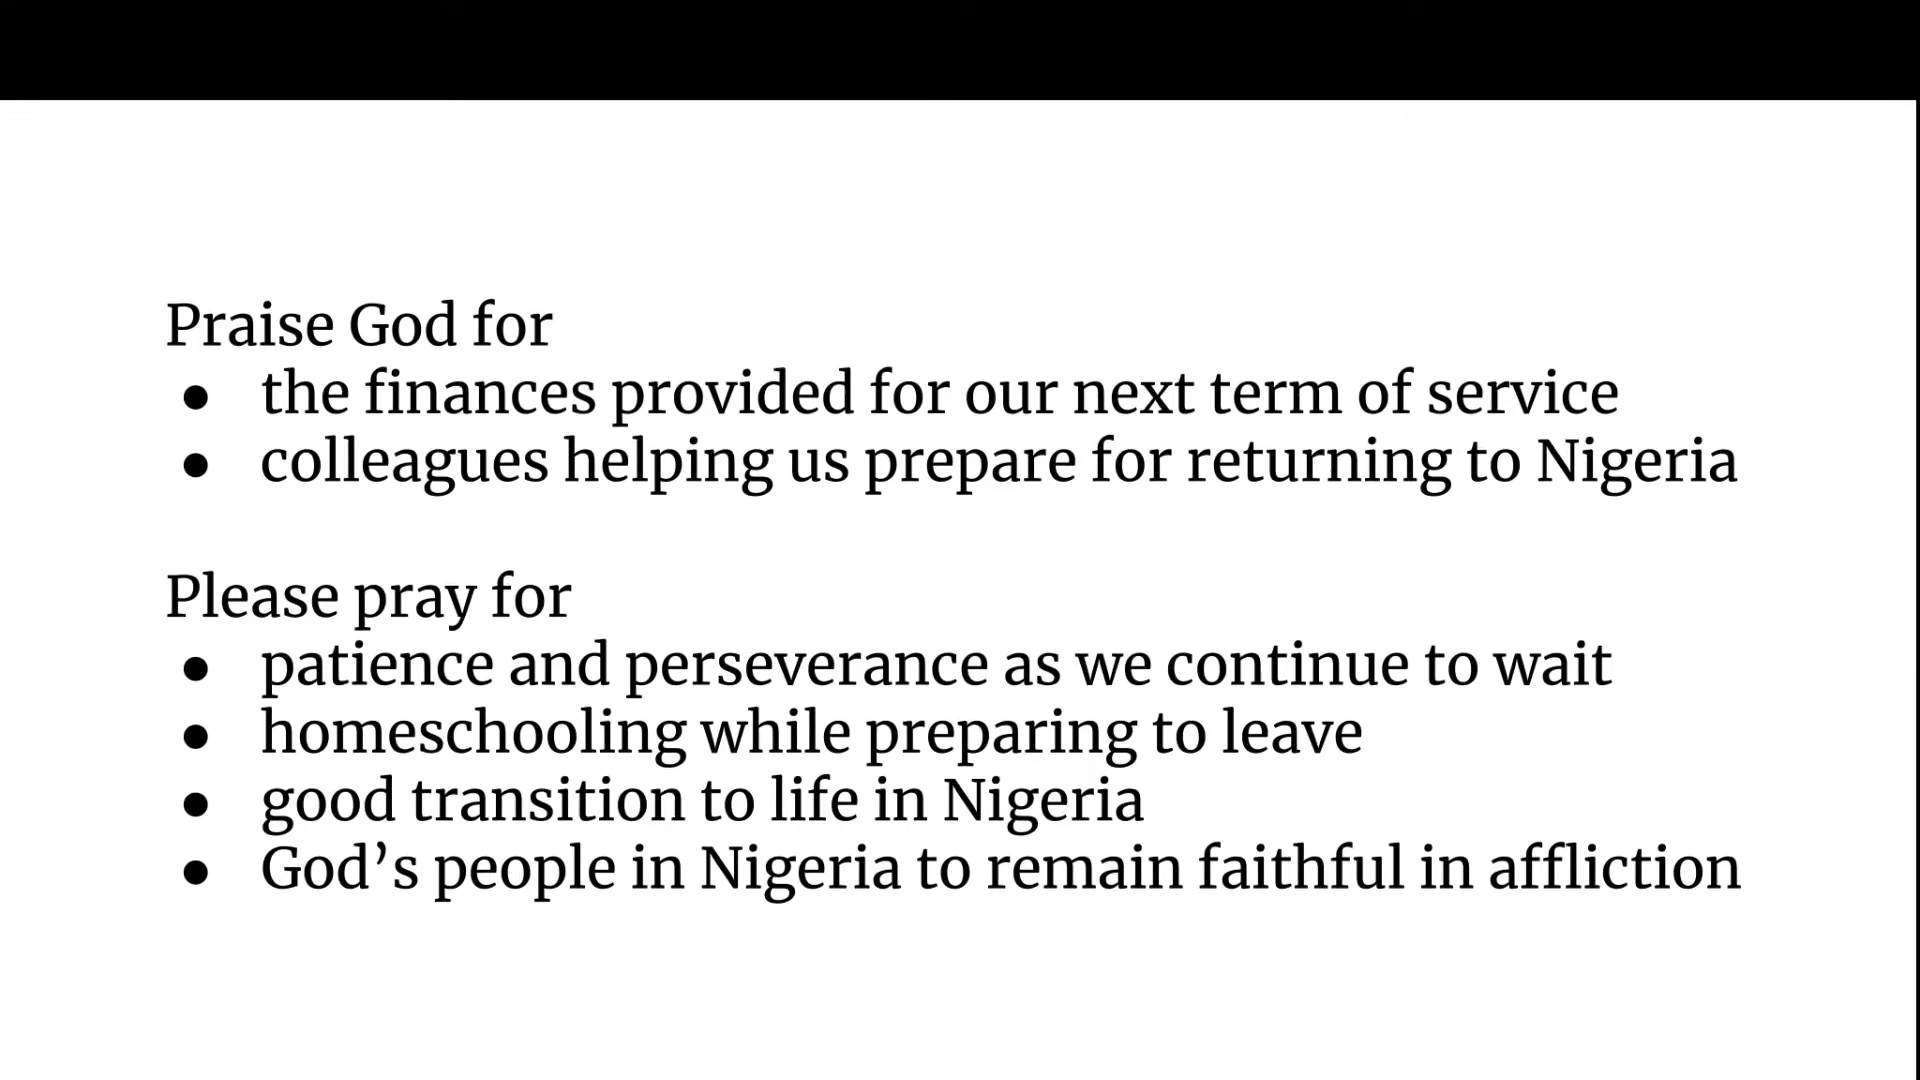 Praise God for
● the finances provided for our next term of service
● colleagues helping us prepare for returning to Nigeria
Please pray for
● patience and perseverance as we continue to wait
● homeschooling while preparing to leave
● good transition to life in Nigeria
● God’s people in Nigeria to remain faithful in affliction